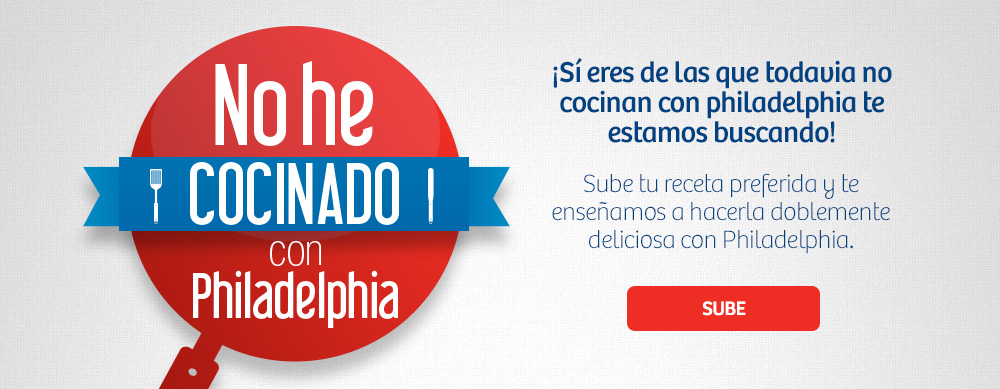 No he
COCINADO
con
Philadelphia
¡Sí eres de las que todavia no
cocinan con philadelphia te
estamos buscando!
Sube tu receta preferida y te
enseñamos a hacerla doblemente
deliciosa con Philadelphia.
SUBE